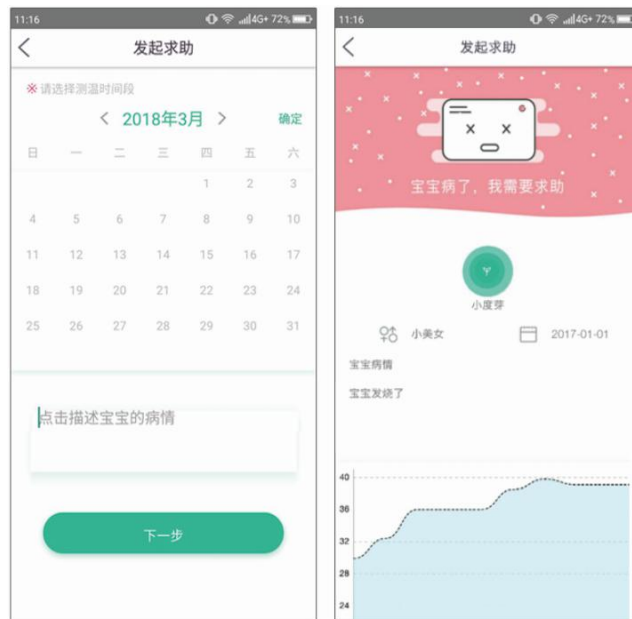 11:16
4G+ 72%
发起求助
※请选择测温时间段
< 2018年3月 >
确定
日 一 二 三 四 五 六
1 2 3
4 5 6 7 8 9 10
11 12 13 14 15 16 17
18 19 20 21 22 23 24
25 26 27 28 29 30 31
点击描述宝宝的病情
下一步
11:16
4G+ 72%
发起求助
宝宝病了，我需要求助
小度芽
小美女
2017-01-01
宝宝病情
宝宝发烧了
40
36
32
28
24